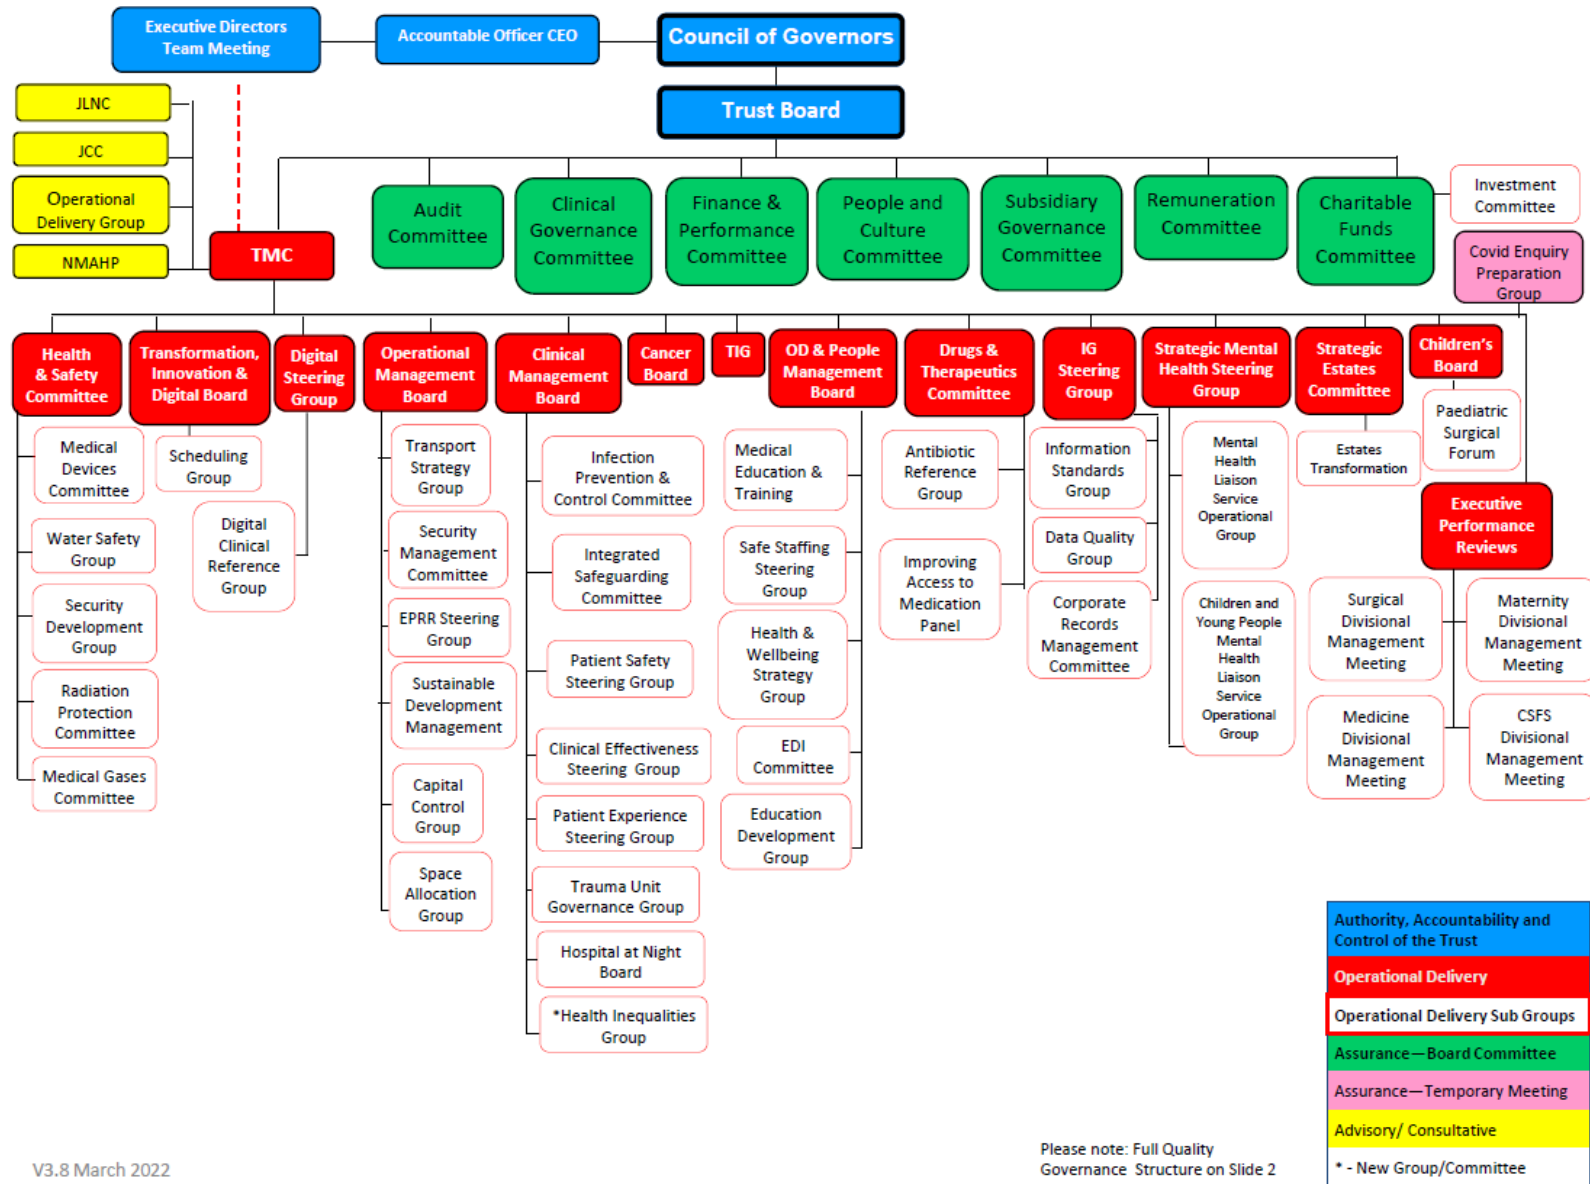 Executive Directors
Team Meeting
Accountable Officer CEO
Council of Governors
Trust Board
JLNC
JCC
Operational
Delivery Group
NMAHP
TMC
Audit
Committee
Clinical
Governance
Committee
Finance &
Performance
Committee
People and
Culture
Committee
Subsidiary
Governance
Committee
Remuneration
Committee
Charitable
Funds
Committee
Investment
Committee
Covid Enquiry
Preparation
Group
Health
& Safety
Committee
Transformation,
Innovation &
Digital Board
Digital
Steering
Group
Operational
Management
Board
Clinical
Management
Board
Cancer
Board
TIG
OD & People
Management
Board
Drugs &
Therapeutics
Committee
IG
Steering
Group
Strategic Mental
Health Steering
Group
Strategic
Estates
Committee
Children's
Board
Medical
Devices
Committee
Water Safety
Group
Security
Development
Group
Radiation
Protection
Committee
Medical Gases
Committee
Scheduling
Group
Digital
Clinical
Reference
Group
Transport
Strategy
Group
Security
Management
Committee
EPRR Steering
Group
Sustainable
Development
Management
Capital
Control
Group
Space
Allocation
Group
Infection
Prevention &
Control Committee
Integrated
Safeguarding
Committee
Patient Safety
Steering Group
Clinical Effectiveness
Steering Group
Patient Experience
Steering Group
Trauma Unit
Governance Group
Hospital at Night
Board
*Health Inequalities
Group
Medical
Education &
Training
Safe Staffing
Steering
Group
Health &
Wellbeing
Strategy
Group
EDI
Committee
Education
Development
Group
Antibiotic
Reference
Group
Improving
Access to
Medication
Panel
Information
Standards
Group
Data Quality
Group
Corporate
Records
Management
Committee
Mental
Health
Liaison
Service
Operational
Group
Children and
Young People
Mental
Health
Liaison
Service
Operational
Group
Estates
Transformation
Paediatric
Surgical
Forum
Executive
Performance
Reviews
Surgical
Divisional
Management
Meeting
Maternity
Divisional
Management
Meeting
Medicine
Divisional
Management
Meeting
CSFS
Divisional
Management
Meeting
Authority, Accountability and
Control of the Trust
Operational Delivery
Operational Delivery Sub Groups
Assurance—Board Committee
Assurance—Temporary Meeting
Advisory/ Consultative
* - New Group/Committee
Please note: Full Quality
Governance Structure on Slide 2
V3.8 March 2022